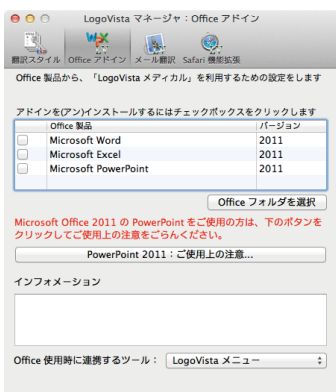 LogoVista マネージャ：Office アドイン
翻訳スタイル Office アドイン メール翻訳 Safari 機能拡張
Office 製品から、「LogoVista メディカル」を利用するための設定をします
アドインを(アン)インストールするにはチェックボックスをクリックします
Office 製品 バージョン
Microsoft Word 2011
Microsoft Excel 2011
Microsoft PowerPoint 2011
Office フォルダを選択
Microsoft Office 2011 の PowerPoint をご使用の方は、下のボタンを
クリックしてご使用上の注意をごらんください。
PowerPoint 2011：ご使用上の注意...
インフォメーション
Office 使用時に連携するツール： LogoVista メニュー